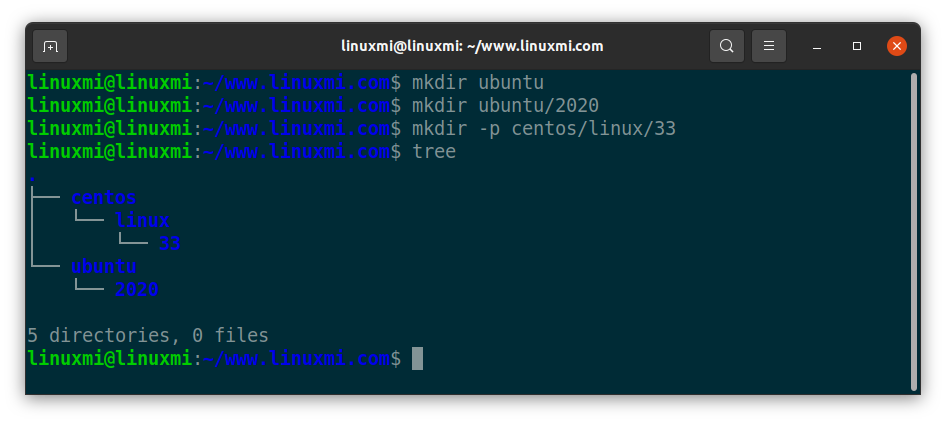 linuxmi@linuxmi: ~/www.linuxmi.com
linuxmi@linuxmi:~/www.linuxmi.com$ mkdir ubuntu
linuxmi@linuxmi:~/www.linuxmi.com$ mkdir ubuntu/2020
linuxmi@linuxmi:~/www.linuxmi.com$ mkdir -p centos/linux/33
linuxmi@linuxmi:~/www.linuxmi.com$ tree
.
├── centos
│   └── linux
│       └── 33
└── ubuntu
    └── 2020
5 directories, 0 files
linuxmi@linuxmi:~/www.linuxmi.com$